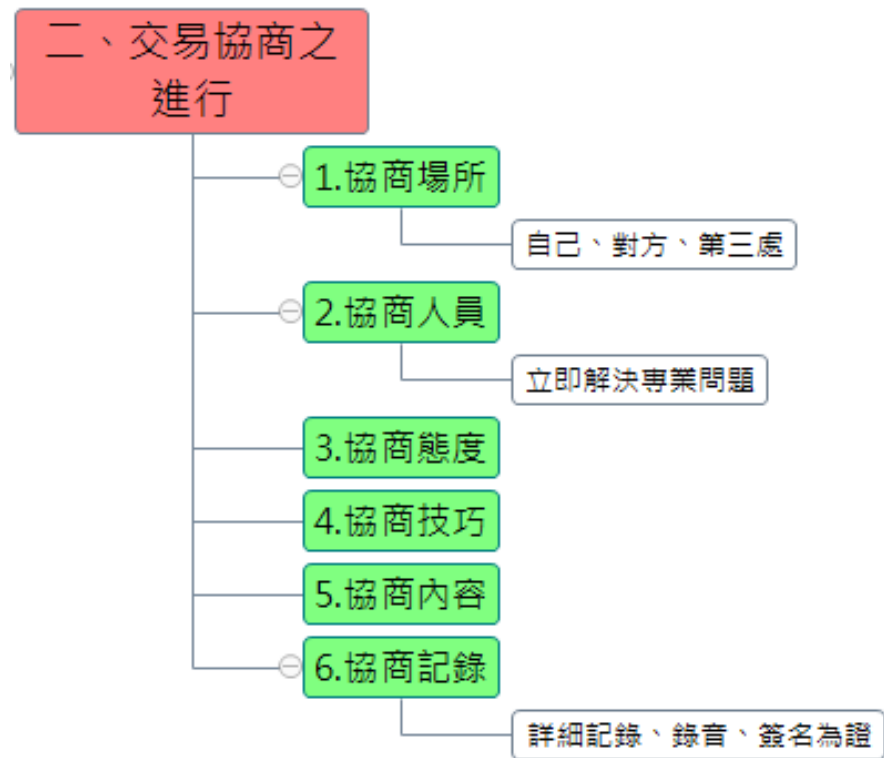 二、交易協商之
進行
1.協商場所
自己、對方、第三處
2.協商人員
立即解決專業問題
3.協商態度
4.協商技巧
5.協商內容
6.協商記錄
詳細記錄、錄音、簽名為證